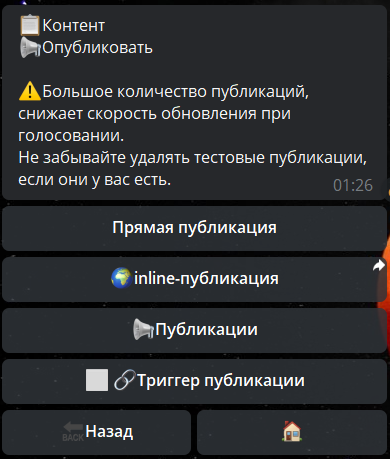 📋Контент
📢Опубликовать
⚠️Большое количество публикаций,
снижает скорость обновления при
голосовании.
Не забывайте удалять тестовые публикации,
если они у вас есть.
01:26
Прямая публикация
🌍inline-публикация
📢Публикации
⬜ 🔗Триггер публикации
🔙Назад
🏠